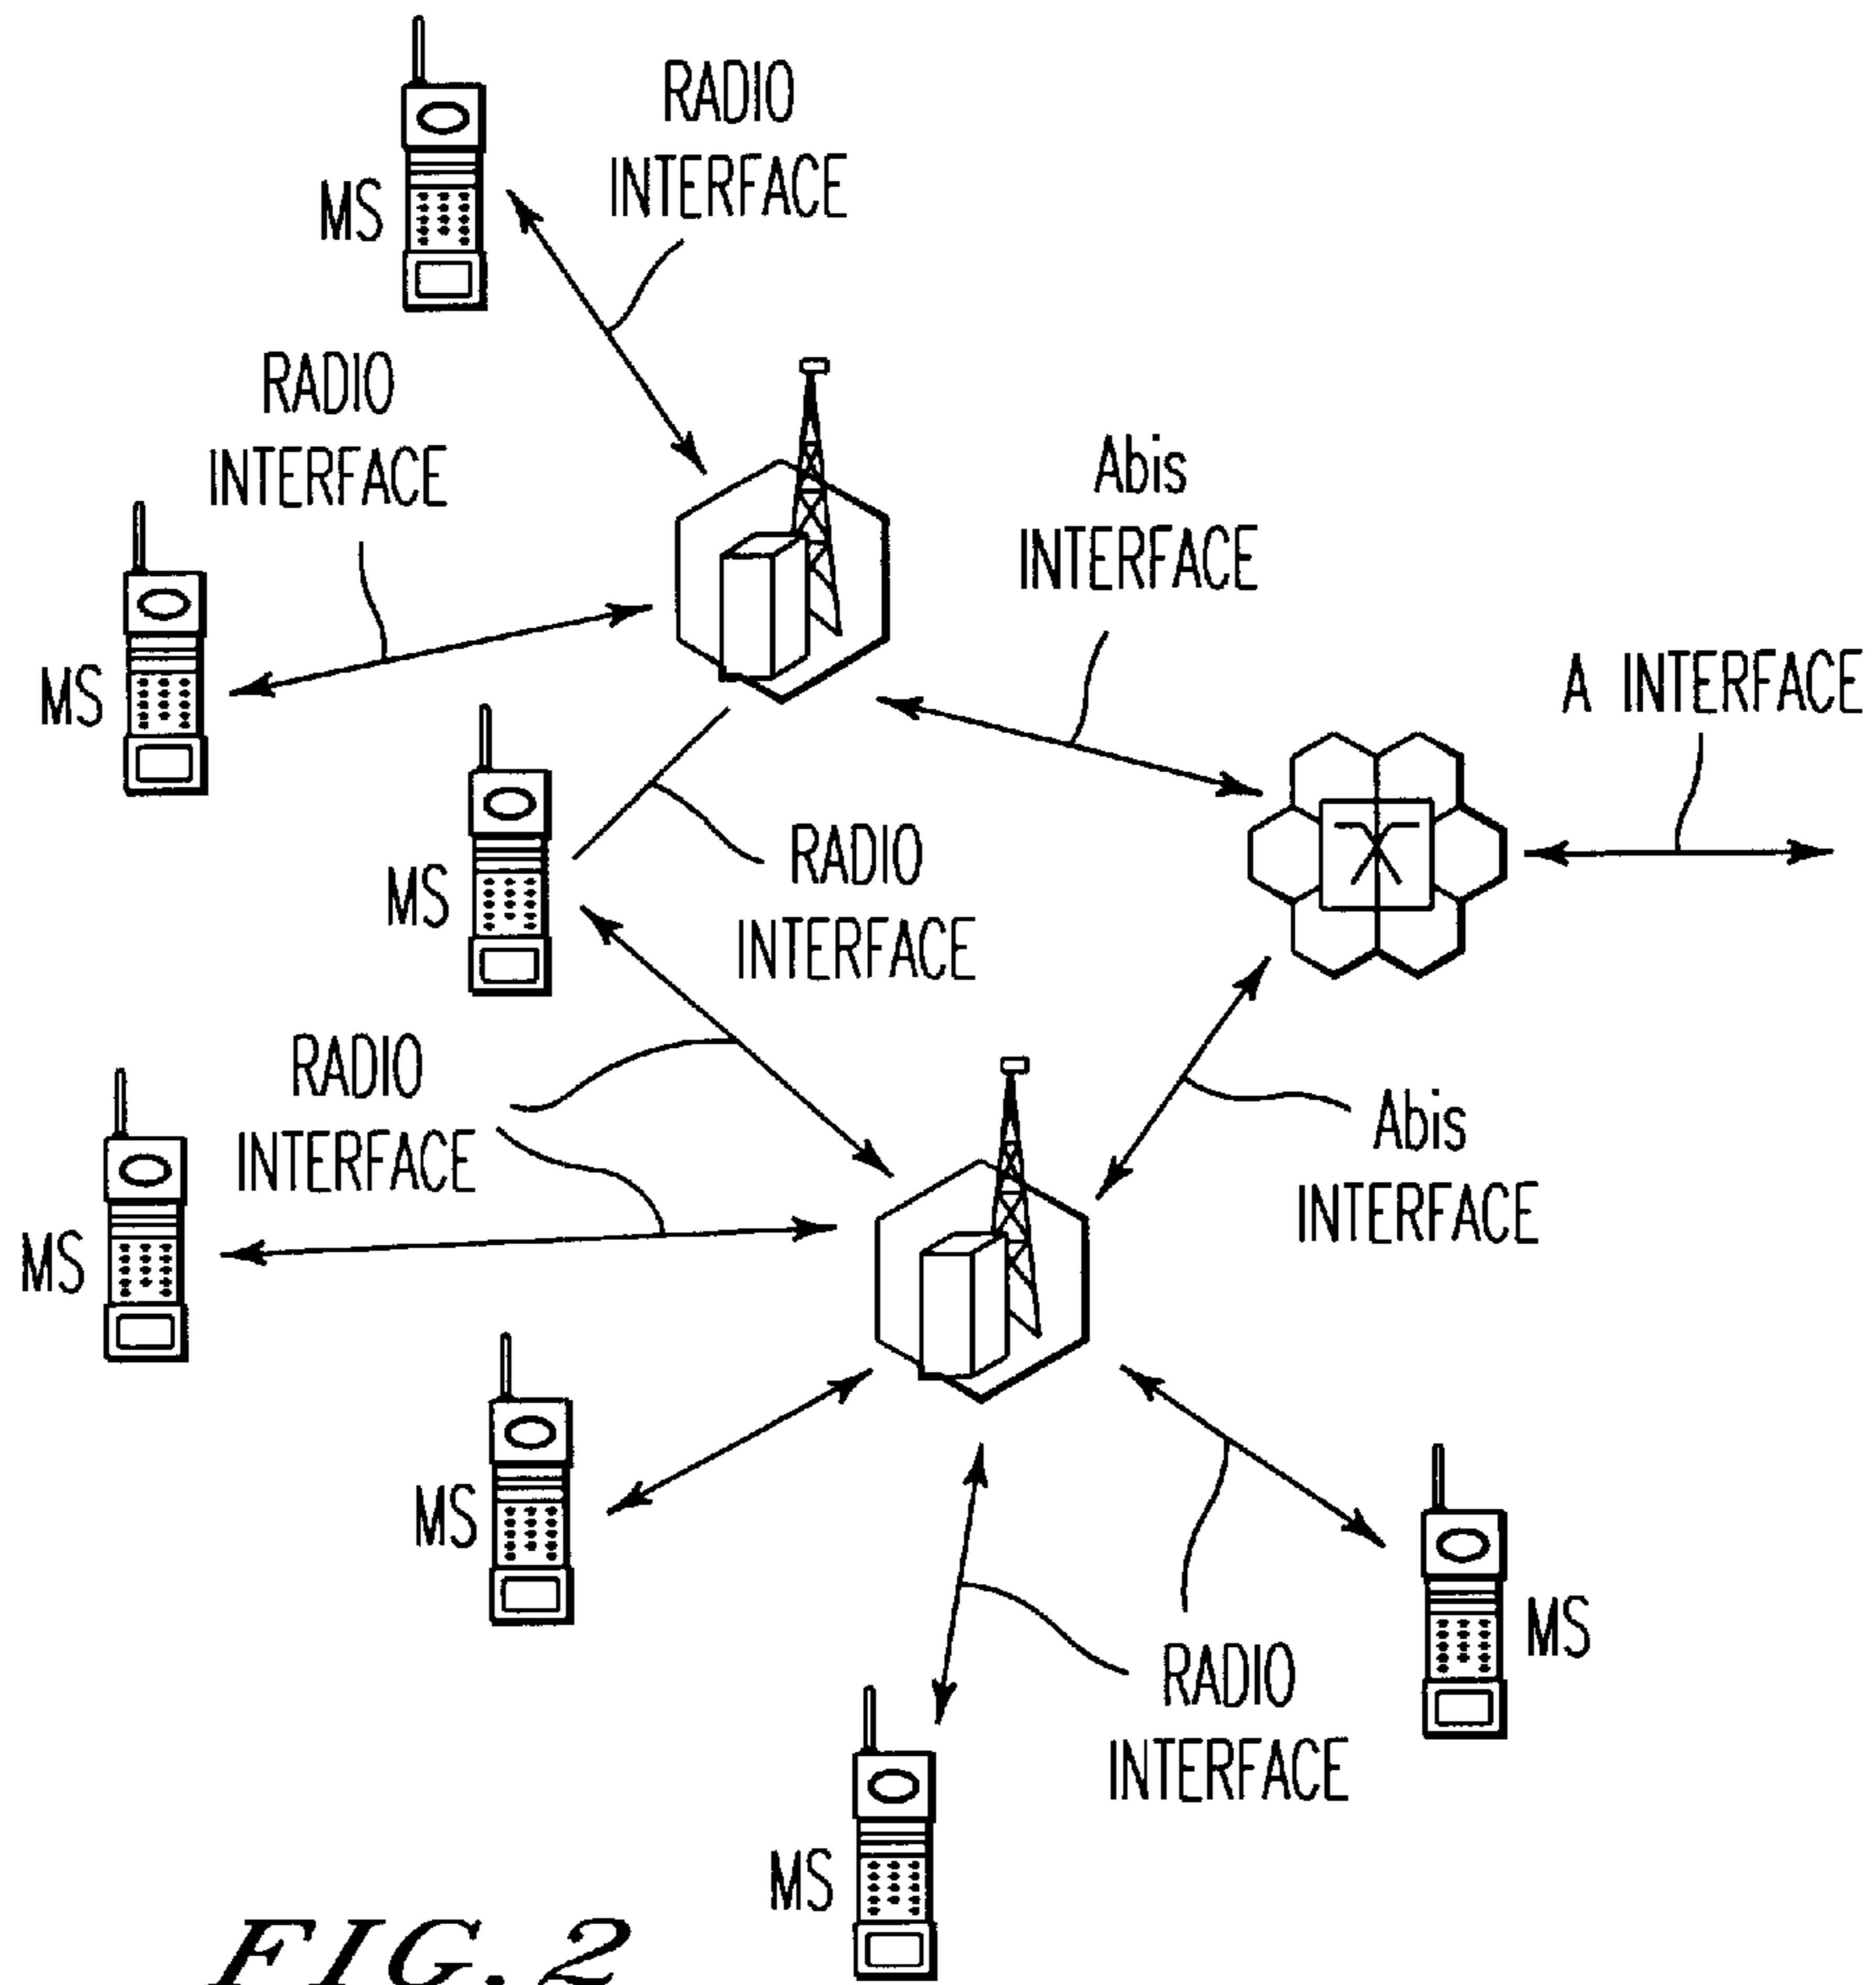 RADIO
INTERFACE
MS
RADIO
INTERFACE
Abis
INTERFACE
MS
A INTERFACE
RADIO
INTERFACE
MS
RADIO
INTERFACE
Abis
INTERFACE
MS
MS
MS
RADIO
INTERFACE
MS
FIG. 2